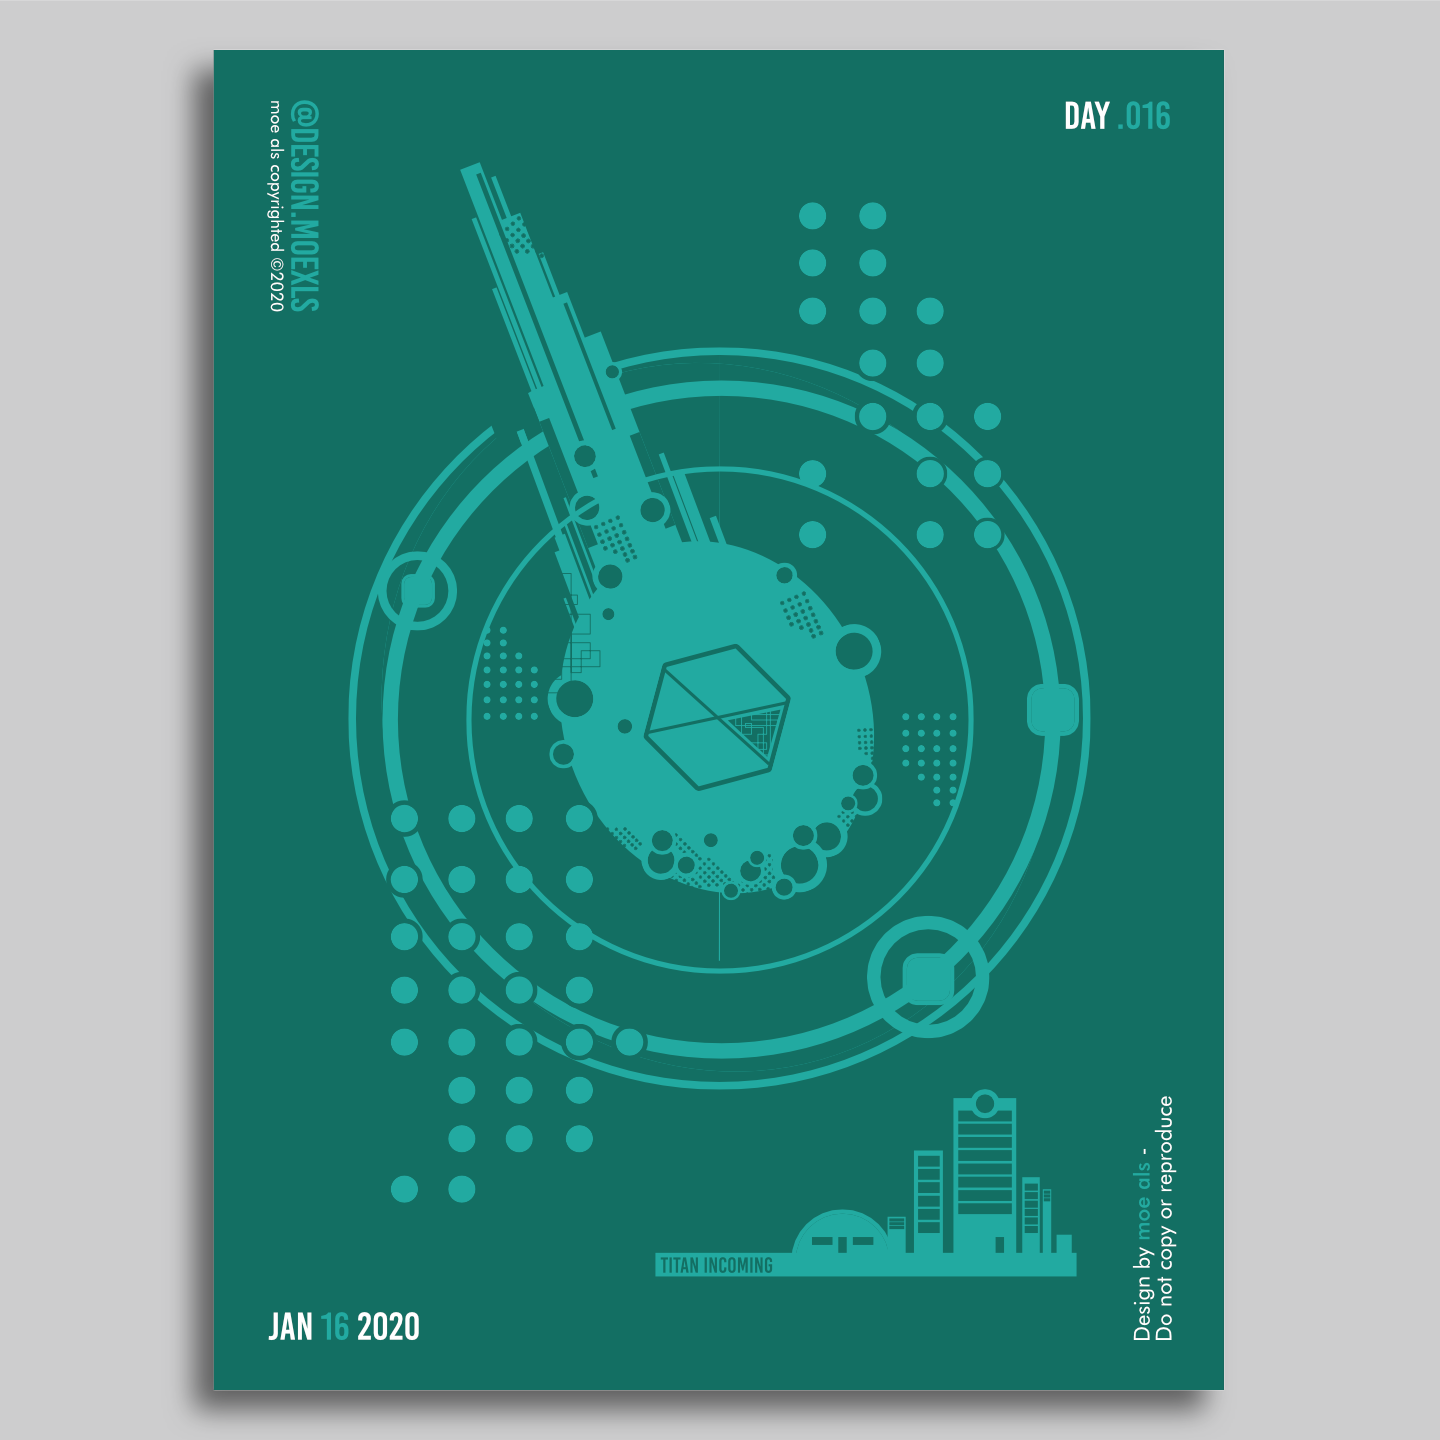 @DESIGN.MOEXLS
moe als copyrighted ©2020
DAY .016
TITAN INCOMING
JAN 16 2020
Design by moe als -
Do not copy or reproduce